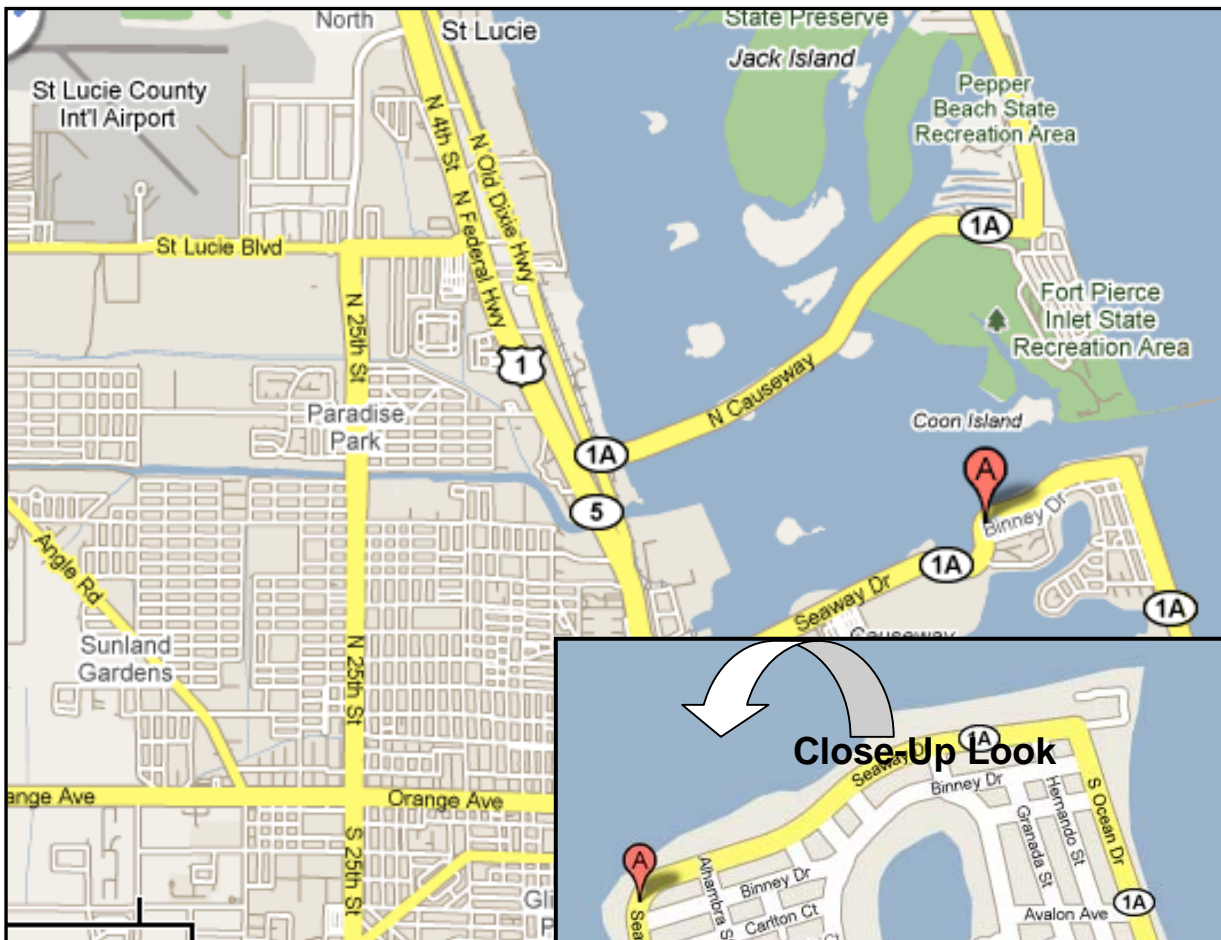 North
St Lucie
State Preserve
Jack Island
St Lucie County
Int'l Airport
Pepper
Beach State
Recreation Area
N 4th St
N Old Dixie Hwy
N Federal Hwy
1A
St Lucie Blvd
N 25th St
Fort Pierce
Inlet State
Recreation Area
1
N Causeway
Paradise
Park
Coon Island
1A
A
5
Binney Dr
Angle Rd
1A
Seaway Dr
1A
Causeway
Sunland
Gardens
N 25th St
Close-Up Look
1A
Seaway Dr
Binney Dr
S Ocean Dr
Hernando St
Granada St
ange Ave
Orange Ave
S 25th St
A
Alhambra S
Binney Dr
Carlton Ct
Ct
Avalon Ave
1A
Sea
Gli
P